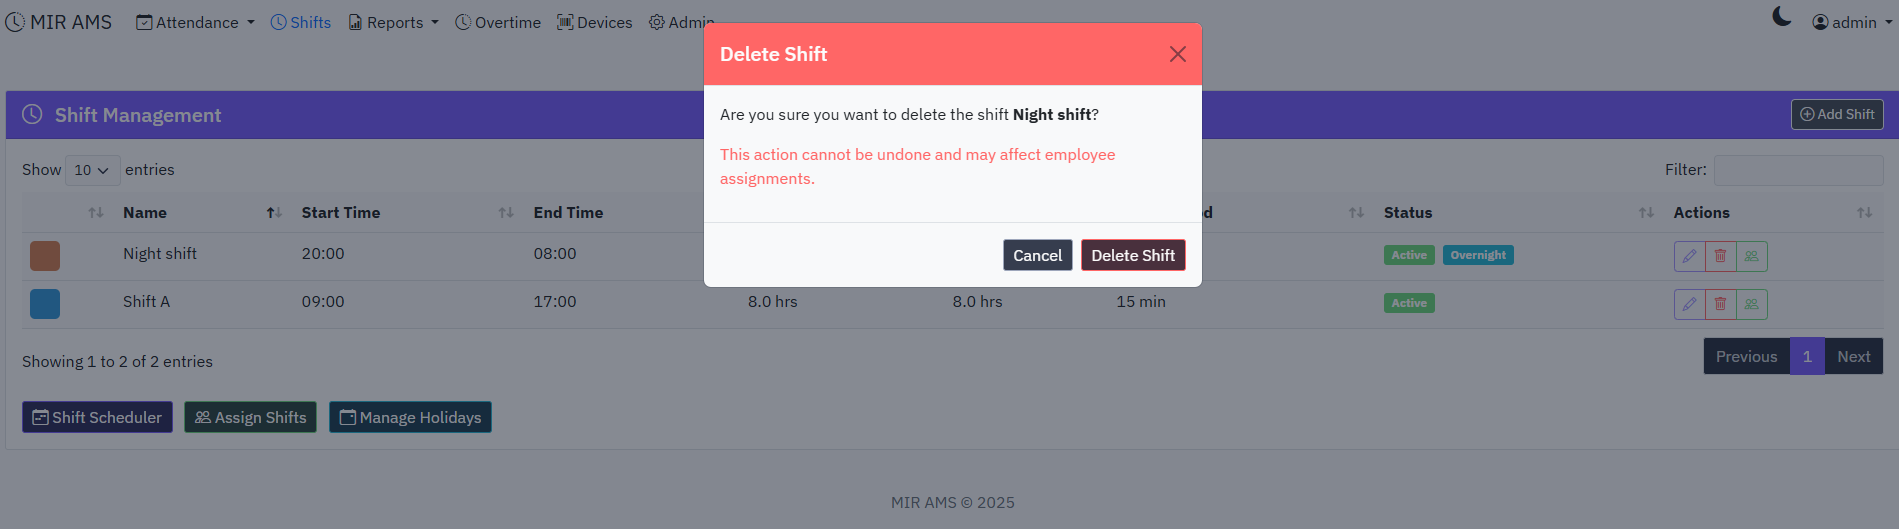 MIR AMS Attendance Shifts Reports Overtime Devices Admin admin
Delete Shift
Shift Management Add Shift
Are you sure you want to delete the shift Night shift?
This action cannot be undone and may affect employee
assignments.
Cancel Delete Shift
Show 10 entries Filter:
Name Start Time End Time Status Actions
Night shift 20:00 08:00 Active Overnight
Shift A 09:00 17:00 8.0 hrs 8.0 hrs 15 min Active
Showing 1 to 2 of 2 entries Previous 1 Next
Shift Scheduler Assign Shifts Manage Holidays
MIR AMS © 2025